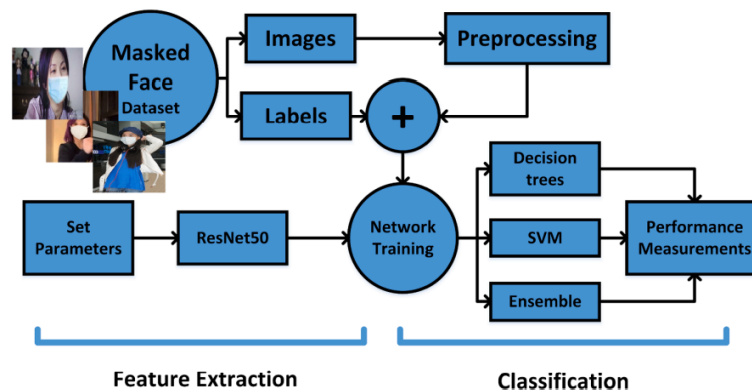 Masked
Face
Dataset
Images
Preprocessing
Labels
+
Set
Parameters
ResNet50
Network
Training
Decision
trees
SVM
Ensemble
Performance
Measurements
Feature Extraction
Classification